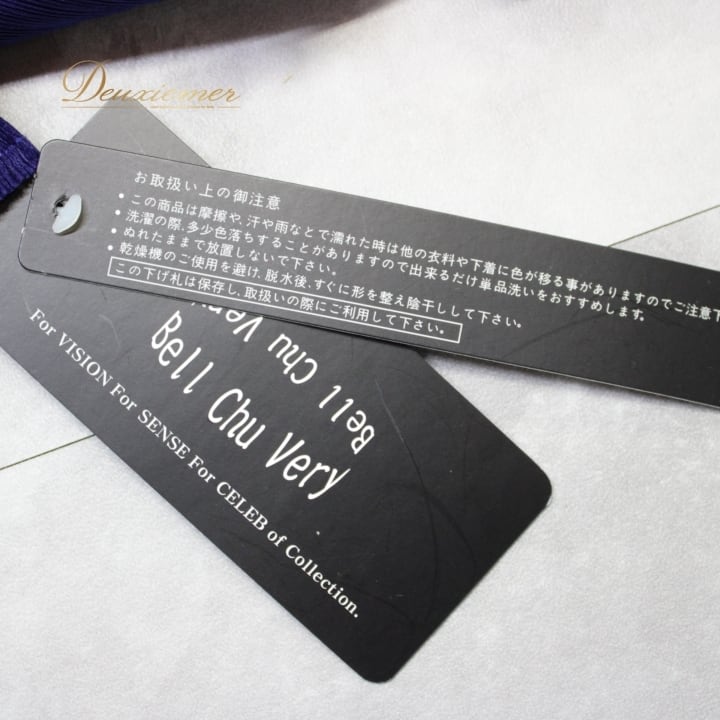 Deuxiemer
お取扱い上の御注意
• この商品は摩擦や、汗や雨なとで濡れた時は他の衣料や下着に色が移る事がありますのでご注意下
• 洗濯の際、多少色落ちすることがありますので出来るだけ単品洗いをおすすめします。
• ぬれたままで放置しないで下さい。
• 乾燥機のご使用を避け、脱水後、すぐに形を整え陰干しして下さい。
この下げ札は保存し、取扱いの際にご利用して下さい。
Bell Chu Very
Bell Chu Very
For VISION For SENSE For CELEB of Collection.